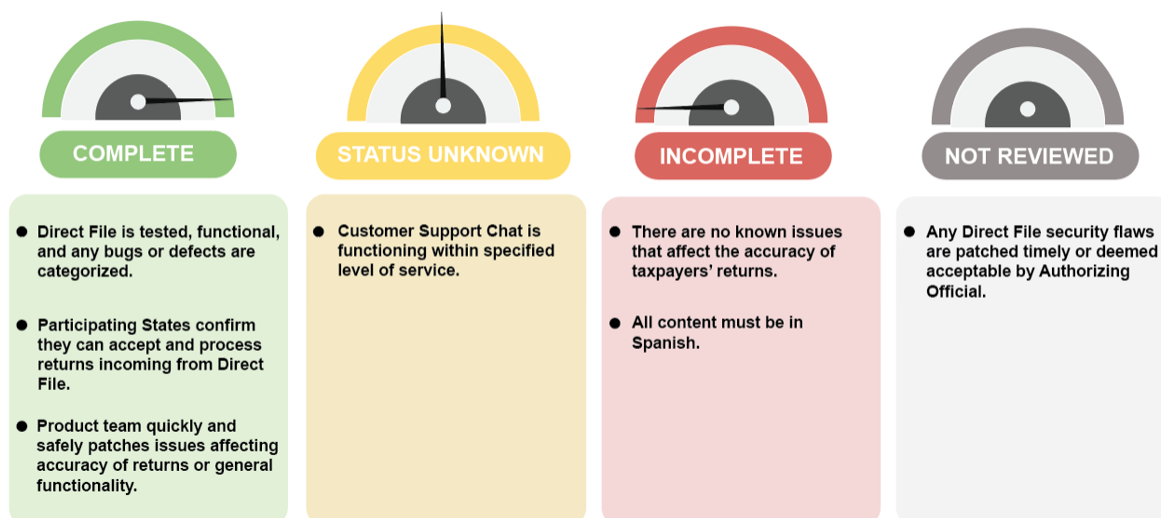 COMPLETE
● Direct File is tested, functional,
and any bugs or defects are
categorized.
● Participating States confirm
they can accept and process
returns incoming from Direct
File.
● Product team quickly and
safely patches issues affecting
accuracy of returns or general
functionality.
STATUS UNKNOWN
● Customer Support Chat is
functioning within specified
level of service.
INCOMPLETE
● There are no known issues
that affect the accuracy of
taxpayers’ returns.
● All content must be in
Spanish.
NOT REVIEWED
● Any Direct File security flaws
are patched timely or deemed
acceptable by Authorizing
Official.